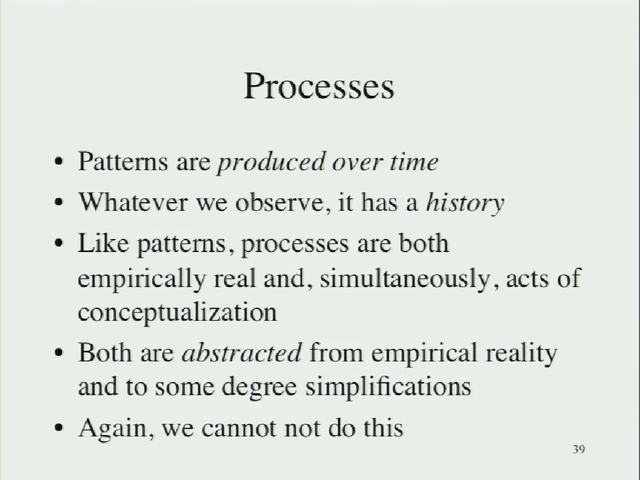 Processes
• Patterns are produced over time
• Whatever we observe, it has a history
• Like patterns, processes are both
empirically real and, simultaneously, acts of
conceptualization
• Both are abstracted from empirical reality
and to some degree simplifications
• Again, we cannot not do this
39